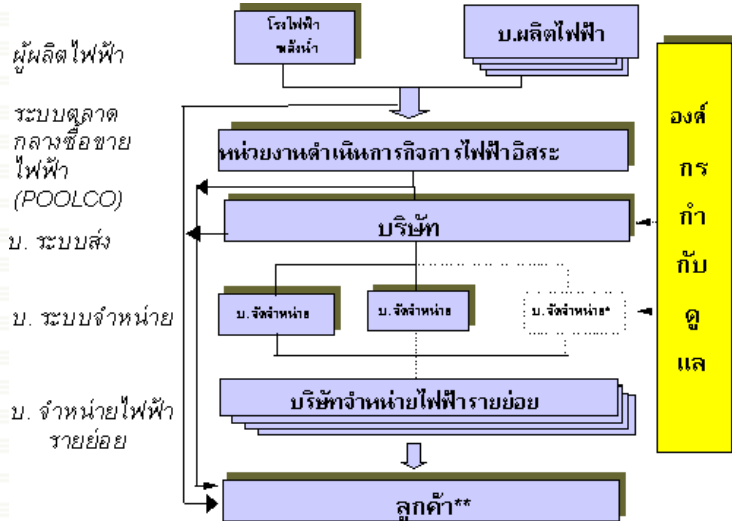 ผู้ผลิตไฟฟ้า
โรงไฟฟ้า
พลังน้ำ
บ.ผลิตไฟฟ้า
ระบบตลาด
กลางซื้อขาย
ไฟฟ้า
(POOLCO)
หน่วยงานดำเนินการกิจการไฟฟ้าอิสระ
บ. ระบบส่ง
บริษัท
บ. ระบบจำหน่าย
บ.จัดจำหน่าย
บ.จัดจำหน่าย
บ.จัดจำหน่าย*
บ. จำหน่ายไฟฟ้า
รายย่อย
บริษัทจำหน่ายไฟฟ้ารายย่อย
ลูกค้า**
องค์
กร
กำ
กับ
ดู
แล